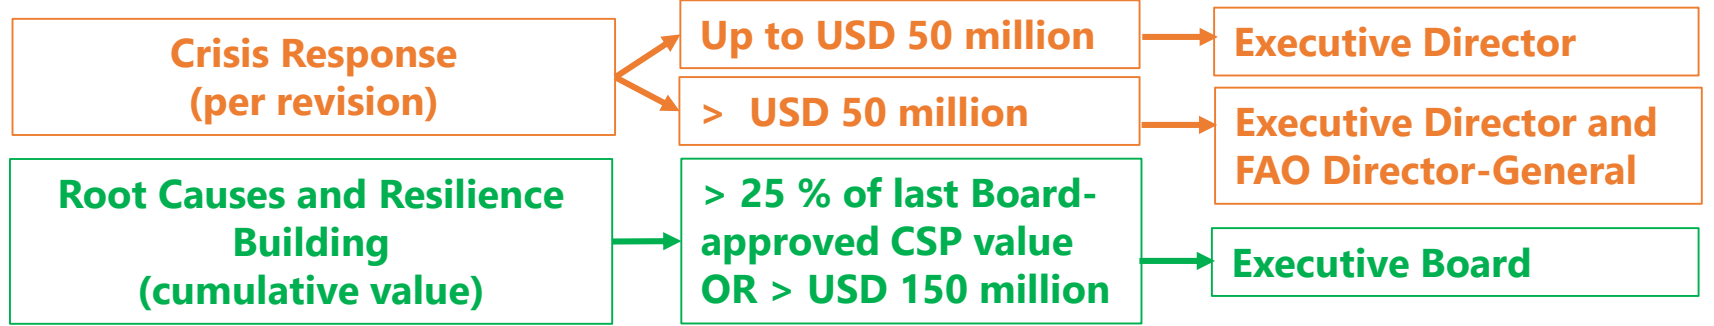 Crisis Response
(per revision)
Up to USD 50 million
Executive Director
> USD 50 million
Executive Director and
FAO Director-General
Root Causes and Resilience
Building
(cumulative value)
> 25 % of last Board-
approved CSP value
OR > USD 150 million
Executive Board